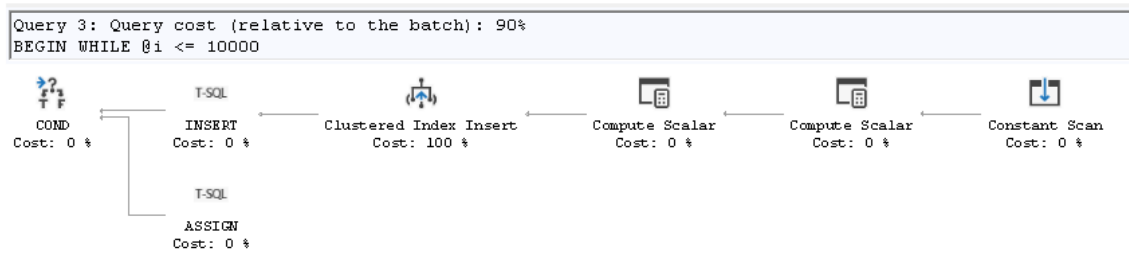 Query 3: Query cost (relative to the batch): 90%
BEGIN WHILE @i <= 10000
T F
COND
Cost: 0 %
T-SQL
INSERT
Cost: 0 %
Clustered Index Insert
Cost: 100 %
Compute Scalar
Cost: 0 %
Compute Scalar
Cost: 0 %
Constant Scan
Cost: 0 %
T-SQL
ASSIGN
Cost: 0 %